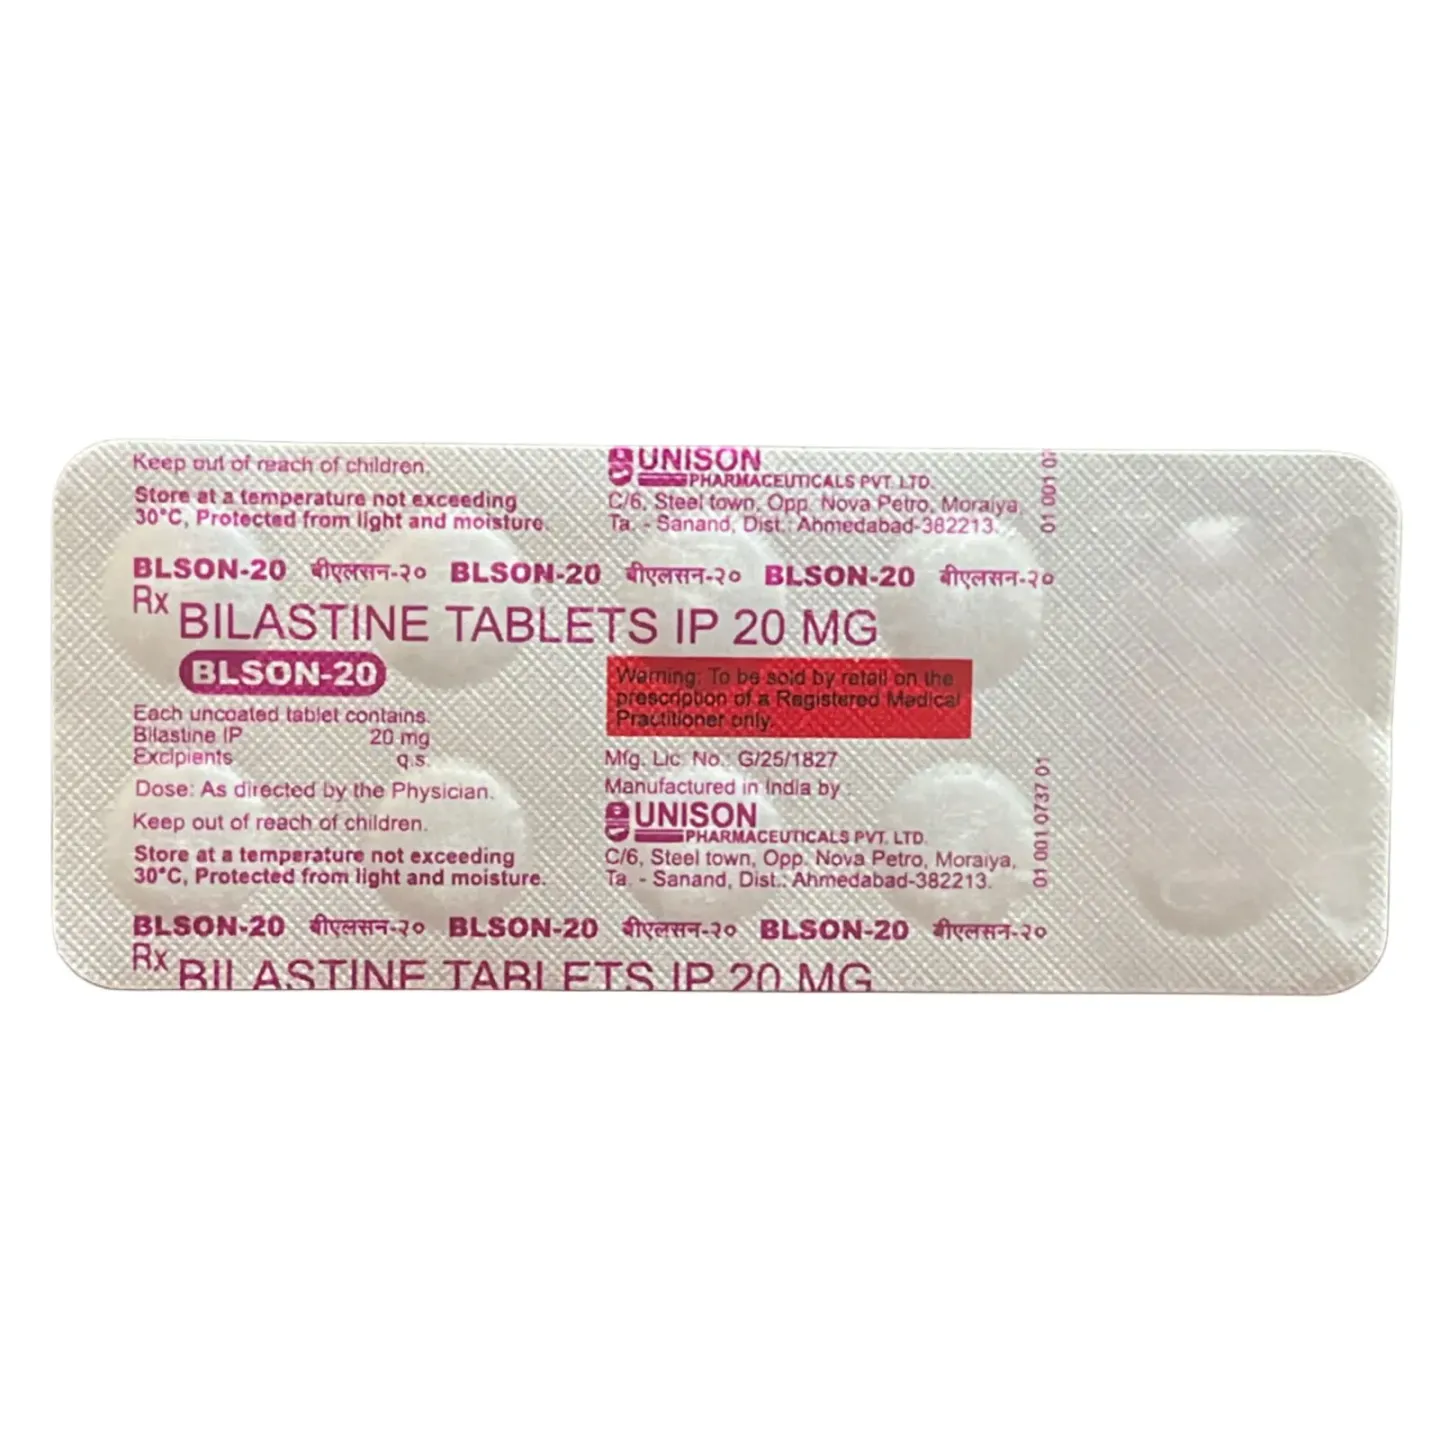 Keep out of reach of children.
Store at a temperature not exceeding
30°C, Protected from light and moisture.
UNISON
PHARMACEUTICALS PVT. LTD.
C/6, Steel town, Opp. Nova Petro, Moraiya,
Ta. - Sanand, Dist.: Ahmedabad-382213.
01 001 07
BLSON-20 बीएलसन-२० BLSON-20 बीएलसन-२० BLSON-20 बीएलसन-२०
Rx BILASTINE TABLETS IP 20 MG
BLSON-20
Each uncoated tablet contains.
Bilastine IP 20 mg
Excipients q.s.
Dose: As directed by the Physician.
Keep out of reach of children.
Store at a temperature not exceeding
30°C, Protected from light and moisture.
Warning: To be sold by retail on the
prescription of a Registered Medical
Practitioner only.
Mfg. Lic. No.: G/25/1827
Manufactured in India by :
UNISON
PHARMACEUTICALS PVT. LTD.
C/6, Steel town, Opp. Nova Petro, Moraiya,
Ta. - Sanand, Dist.: Ahmedabad-382213.
01 001 0737 01
BLSON-20 बीएलसन-२० BLSON-20 बीएलसन-२० BLSON-20 बीएलसन-२०
Rx BILASTINE TABLETS IP 20 MG